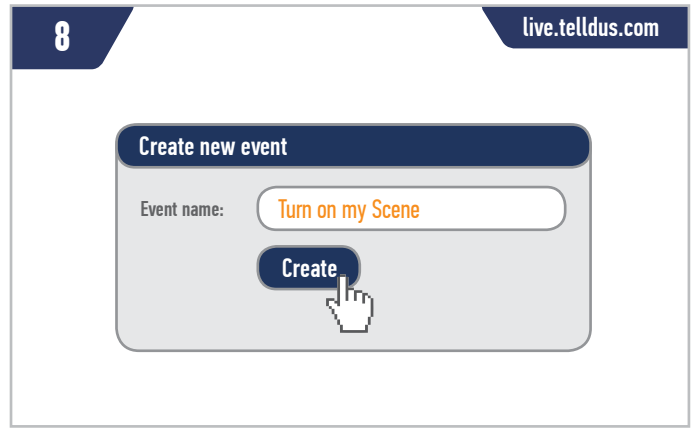 8
live.telldus.com
Create new event
Event name:
Turn on my Scene
Create